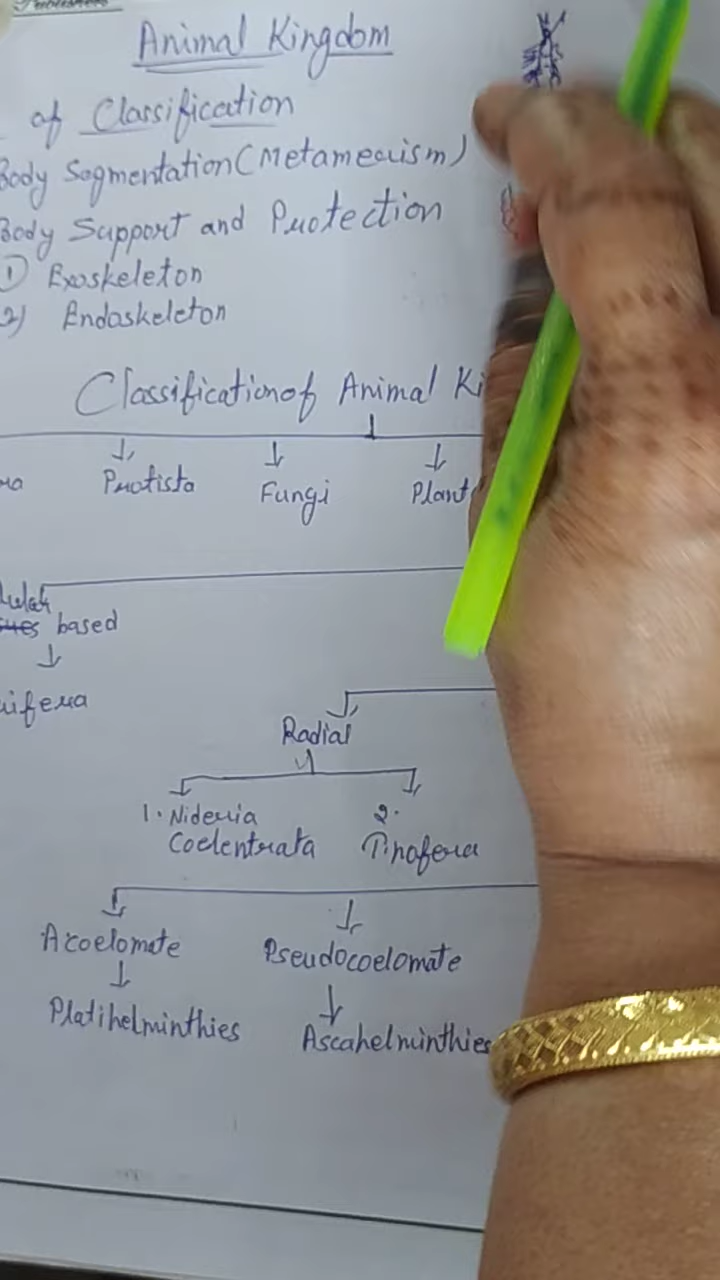 Animal Kingdom
of Classification
Body Segmentation (Metamerism)
Body Support and Protection
① Exoskeleton
2) Endoskeleton
Classification of Animal Ki
Protista Fungi Plant
based
ifera
Radial
1. Nideria 2.
Coelentrata Tinofera
Acoelomate Pseudocoelomate
Platihelminthies Ascahelminthies